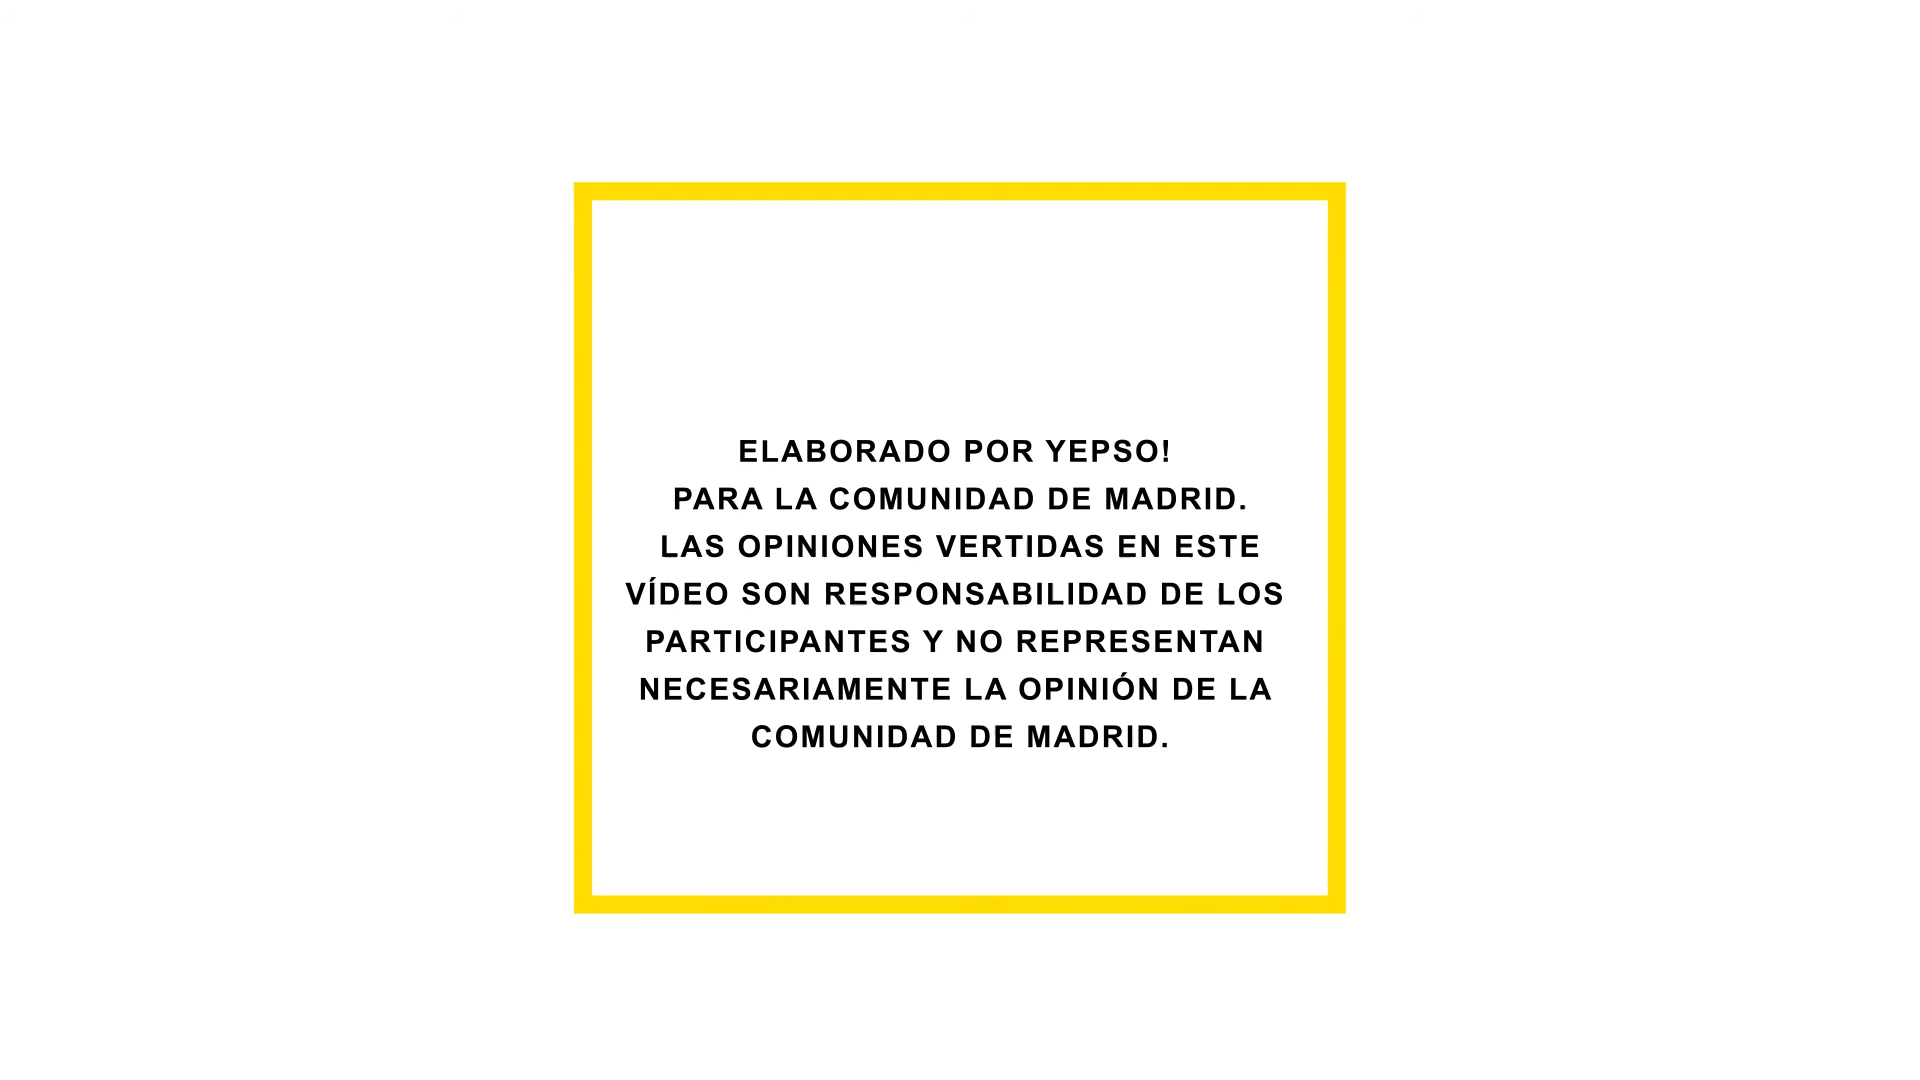 ELABORADO POR YEPSO!
PARA LA COMUNIDAD DE MADRID.
LAS OPINIONES VERTIDAS EN ESTE
VÍDEO SON RESPONSABILIDAD DE LOS
PARTICIPANTES Y NO REPRESENTAN
NECESARIAMENTE LA OPINIÓN DE LA
COMUNIDAD DE MADRID.